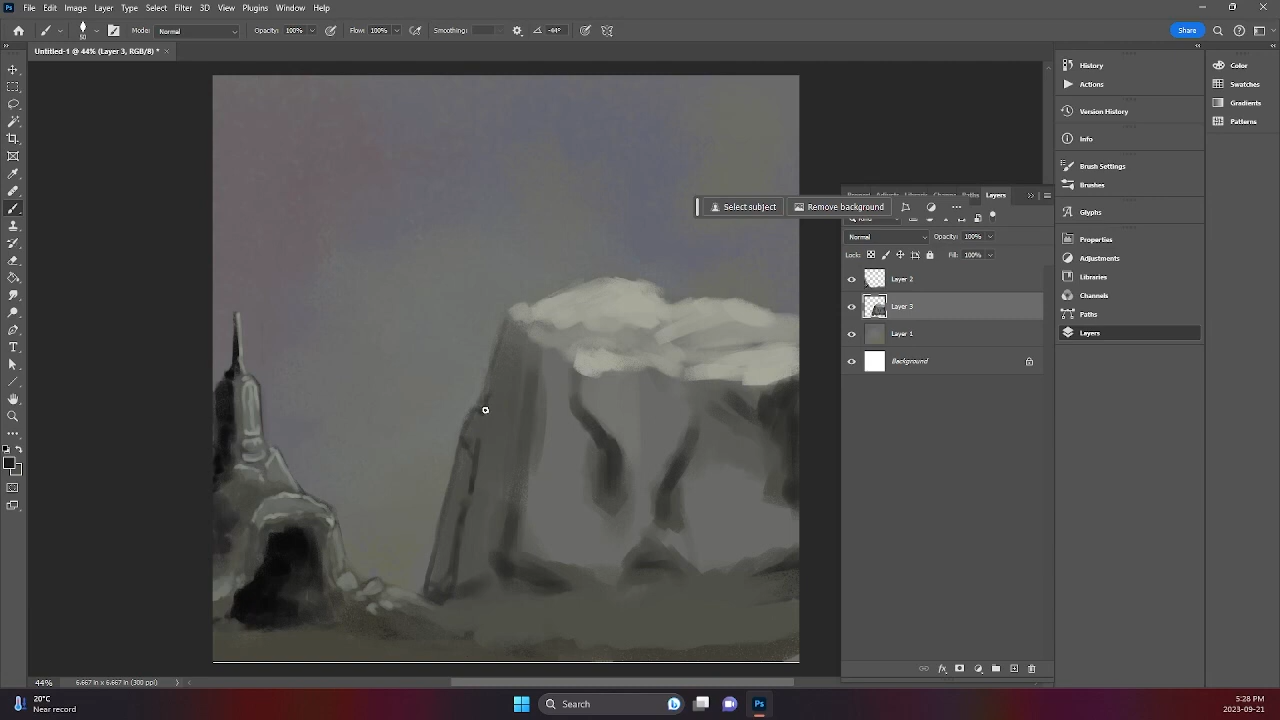 File Edit Image Layer Type Select Filter 3D View Plugins Window Help
50 Mode: Normal Opacity: 100% Flow: 100% Smoothing: -64° Share
Untitled-1 @ 44% (Layer 3, RGB/8) *
History
Actions
Version History
Info
Brush Settings
Brushes
Glyphs
Properties
Adjustments
Libraries
Channels
Paths
Layers
Color
Swatches
Gradients
Patterns
Layers
Select subject Remove background
Normal Opacity: 100%
Lock: Fill: 100%
Layer 2
Layer 3
Layer 1
Background
44% 6.667 in x 6.667 in (300 ppi)
20°C
Near record
Search
5:28 PM
2023-09-21